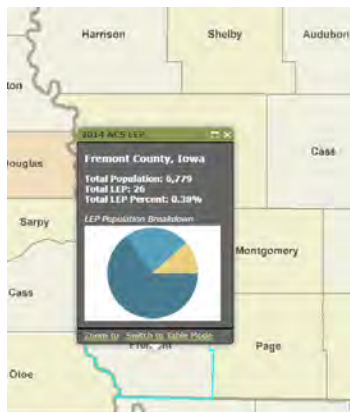 Harrison
Shelby
Audubon
ton
2014 ACS LEP
Fremont County, Iowa
Total Population: 6,779
Total LEP: 26
Total LEP Percent: 0.38%
LEP Population Breakdown
Zoom to Switch to Table Mode
Douglas
Cass
Sarpy
Montgomery
Cass
Page
Otoe